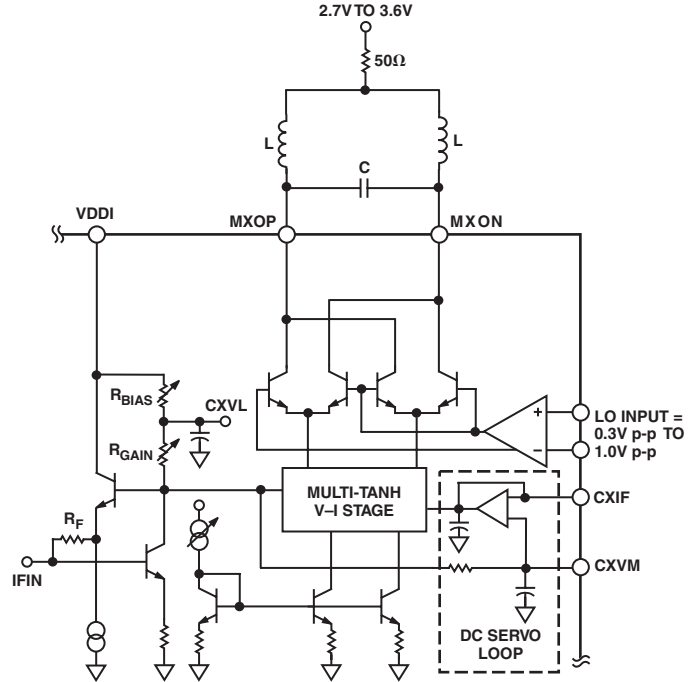 2.7V TO 3.6V
50Ω
L
L
C
VDDI
MXOP
MXON
RBIAS
CXVL
RGAIN
LO INPUT =
0.3V p-p TO
1.0V p-p
+
–
MULTI-TANH
V–I STAGE
CXIF
RF
IFIN
CXVM
DC SERVO
LOOP